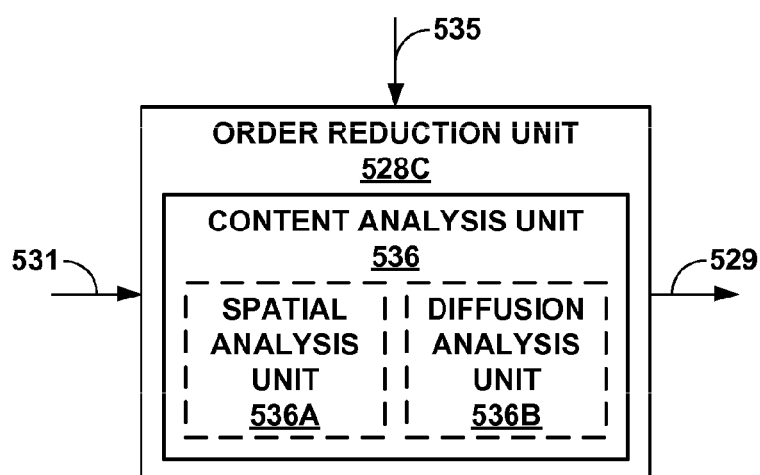 535
ORDER REDUCTION UNIT
528C
CONTENT ANALYSIS UNIT
536
531
529
SPATIAL
ANALYSIS
UNIT
536A
DIFFUSION
ANALYSIS
UNIT
536B